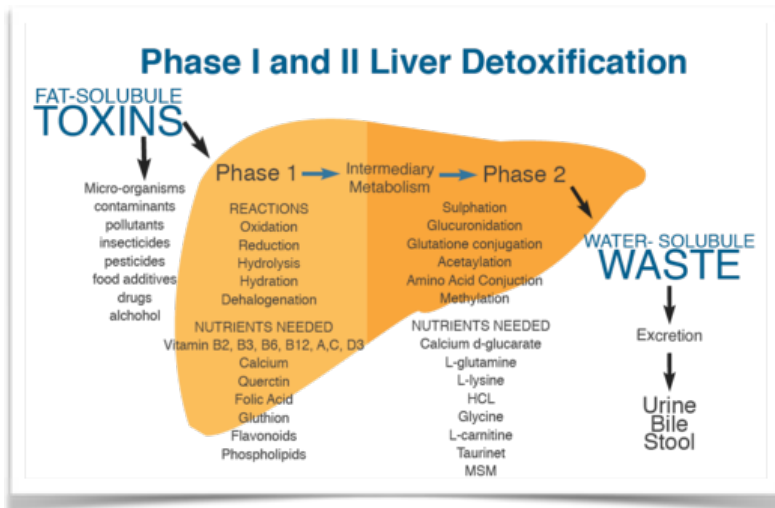 Phase I and II Liver Detoxification
FAT-SOLUBULE
TOXINS
Micro-organisms
contaminants
pollutants
insecticides
pesticides
food additives
drugs
alchohol
Phase 1
REACTIONS
Oxidation
Reduction
Hydrolysis
Hydration
Dehalogenation
NUTRIENTS NEEDED
Vitamin B2, B3, B6, B12, A,C, D3
Calcium
Querctin
Folic Acid
Gluthion
Flavonoids
Phospholipids
Intermediary
Metabolism
Phase 2
Sulphation
Glucuronidation
Glutatione conjugation
Acetaylation
Amino Acid Conjuction
Methylation
NUTRIENTS NEEDED
Calcium d-glucarate
L-glutamine
L-lysine
HCL
Glycine
L-carnitine
Taurinet
MSM
WATER- SOLUBULE
WASTE
Excretion
Urine
Bile
Stool